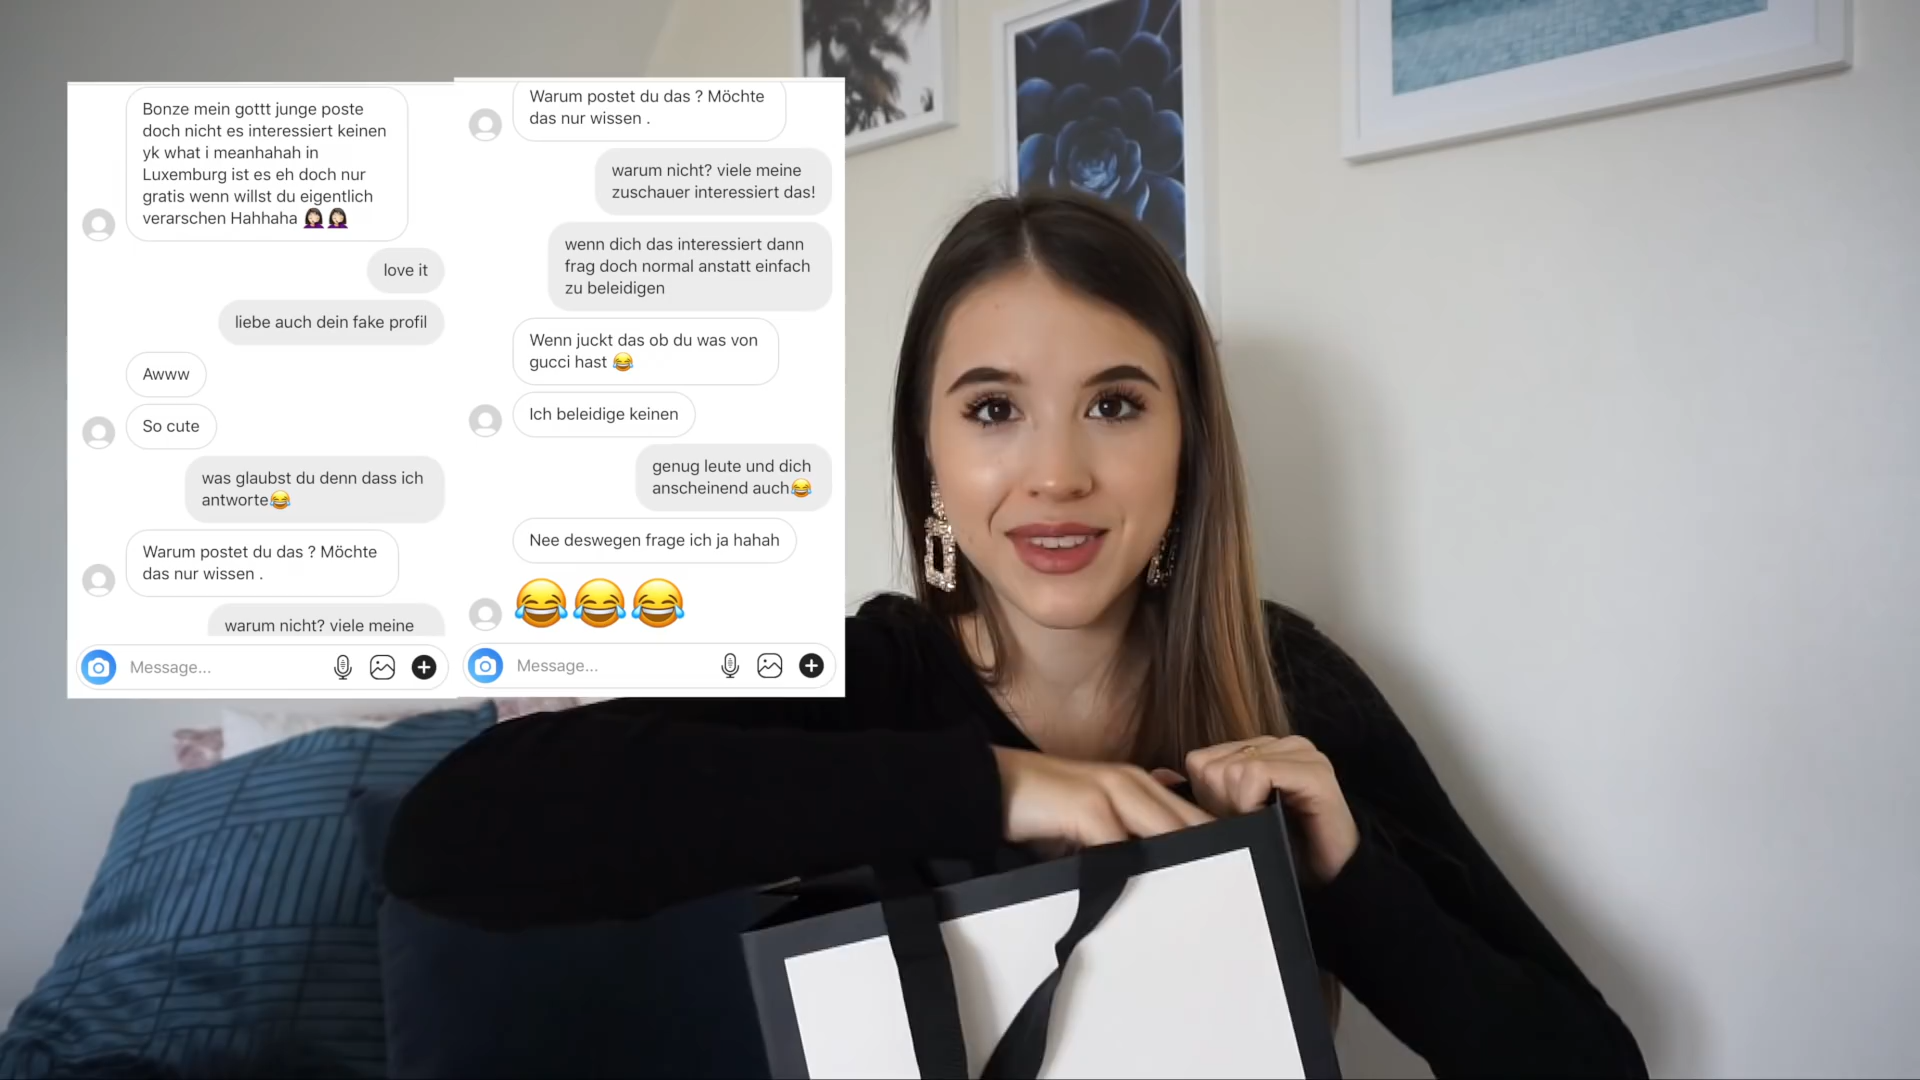 Bonze mein gottt junge poste
doch nicht es interessiert keinen
yk what i meanhahah in
Luxemburg ist es eh doch nur
gratis wenn willst du eigentlich
verarschen Hahhaha 🤦🏻‍♀️🤦🏻‍♀️
love it
liebe auch dein fake profil
Awww
So cute
was glaubst du denn dass ich
antworte😂
Warum postet du das ? Möchte
das nur wissen .
warum nicht? viele meine
Message...
Warum postet du das ? Möchte
das nur wissen .
warum nicht? viele meine
zuschauer interessiert das!
wenn dich das interessiert dann
frag doch normal anstatt einfach
zu beleidigen
Wenn juckt das ob du was von
gucci hast 😂
Ich beleidige keinen
genug leute und dich
anscheinend auch😂
Nee deswegen frage ich ja hahah
😂😂😂
Message...